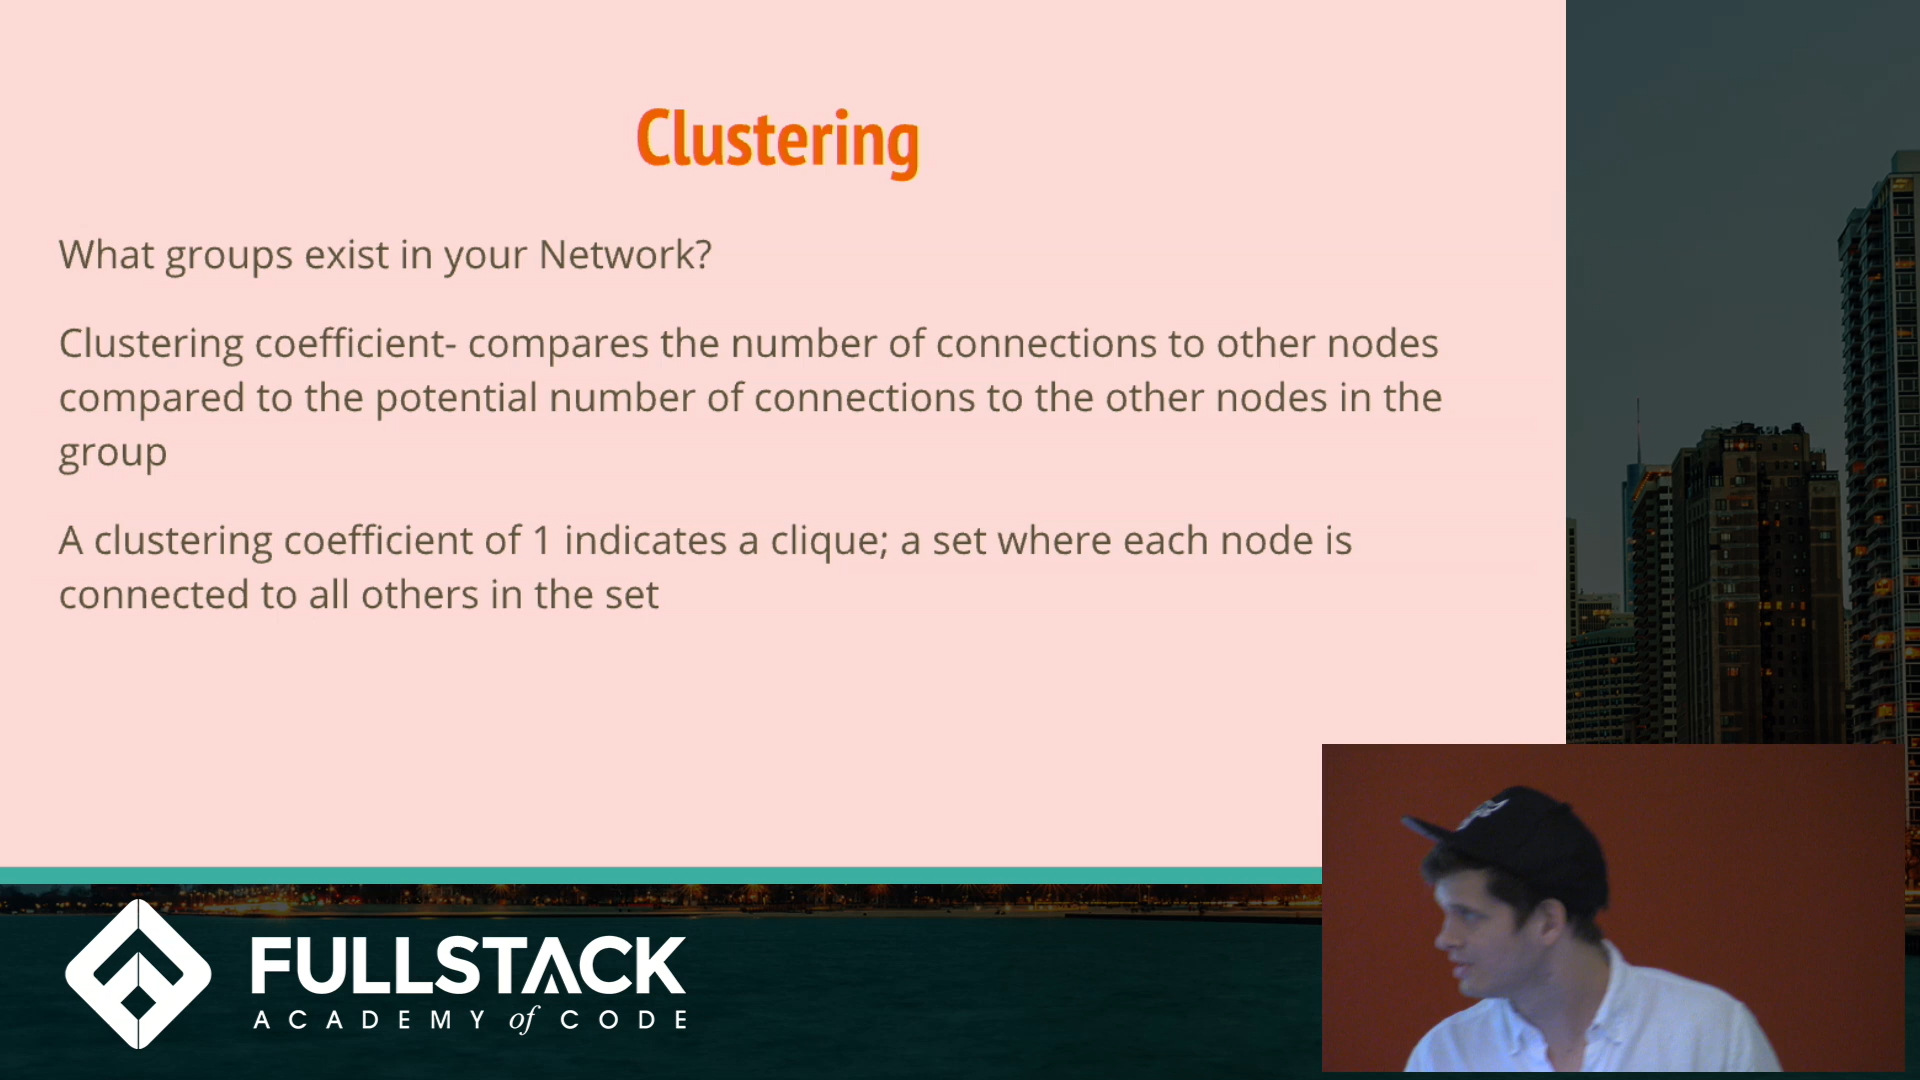 Clustering
What groups exist in your Network?
Clustering coefficient- compares the number of connections to other nodes
compared to the potential number of connections to the other nodes in the
group
A clustering coefficient of 1 indicates a clique; a set where each node is
connected to all others in the set
FULLSTACK
ACADEMY of CODE